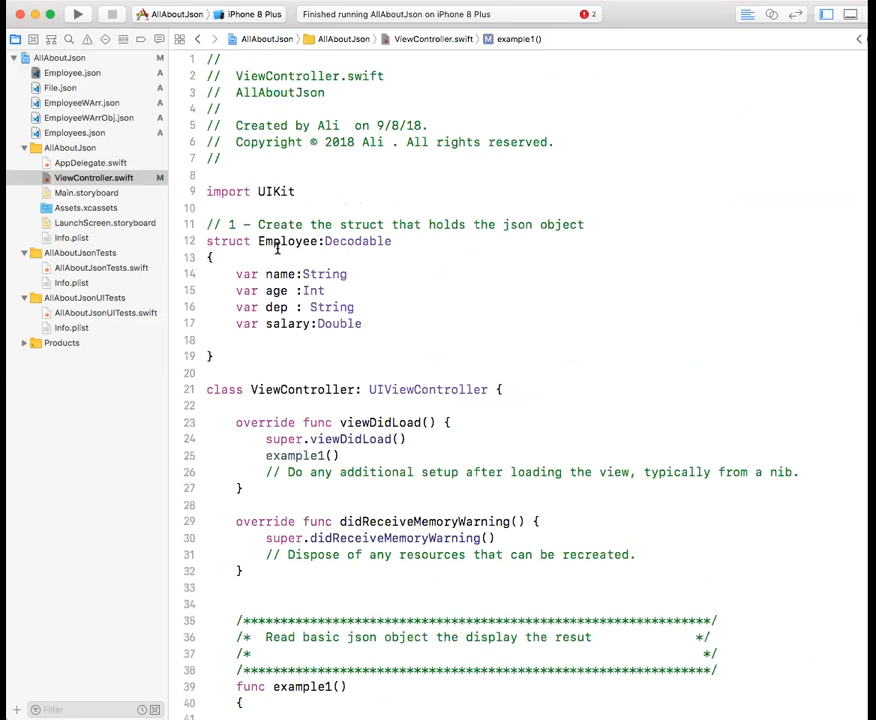 AllAboutJson iPhone 8 Plus Finished running AllAboutJson on iPhone 8 Plus 2
AllAboutJson AllAboutJson ViewController.swift M example1()
AllAboutJson M
Employee.json A
File.json A
EmployeeWArr.json A
EmployeeWArrObj.json A
Employees.json A
AllAboutJson
AppDelegate.swift
ViewController.swift M
Main.storyboard
Assets.xcassets
LaunchScreen.storyboard
Info.plist
AllAboutJsonTests
AllAboutJsonTests.swift
Info.plist
AllAboutJsonUITests
AllAboutJsonUITests.swift
Info.plist
Products
Filter
1 //
2 // ViewController.swift
3 // AllAboutJson
4 //
5 // Created by Ali on 9/8/18.
6 // Copyright © 2018 Ali . All rights reserved.
7 //
8
9 import UIKit
10
11 // 1 - Create the struct that holds the json object
12 struct Employee:Decodable
13 {
14 var name:String
15 var age :Int
16 var dep : String
17 var salary:Double
18
19 }
20
21 class ViewController: UIViewController {
22
23 override func viewDidLoad() {
24 super.viewDidLoad()
25 example1()
26 // Do any additional setup after loading the view, typically from a nib.
27 }
28
29 override func didReceiveMemoryWarning() {
30 super.didReceiveMemoryWarning()
31 // Dispose of any resources that can be recreated.
32 }
33
34
35 /***************************************************************/
36 /* Read basic json object the display the resut */
37 /* */
38 /***************************************************************/
39 func example1()
40 {